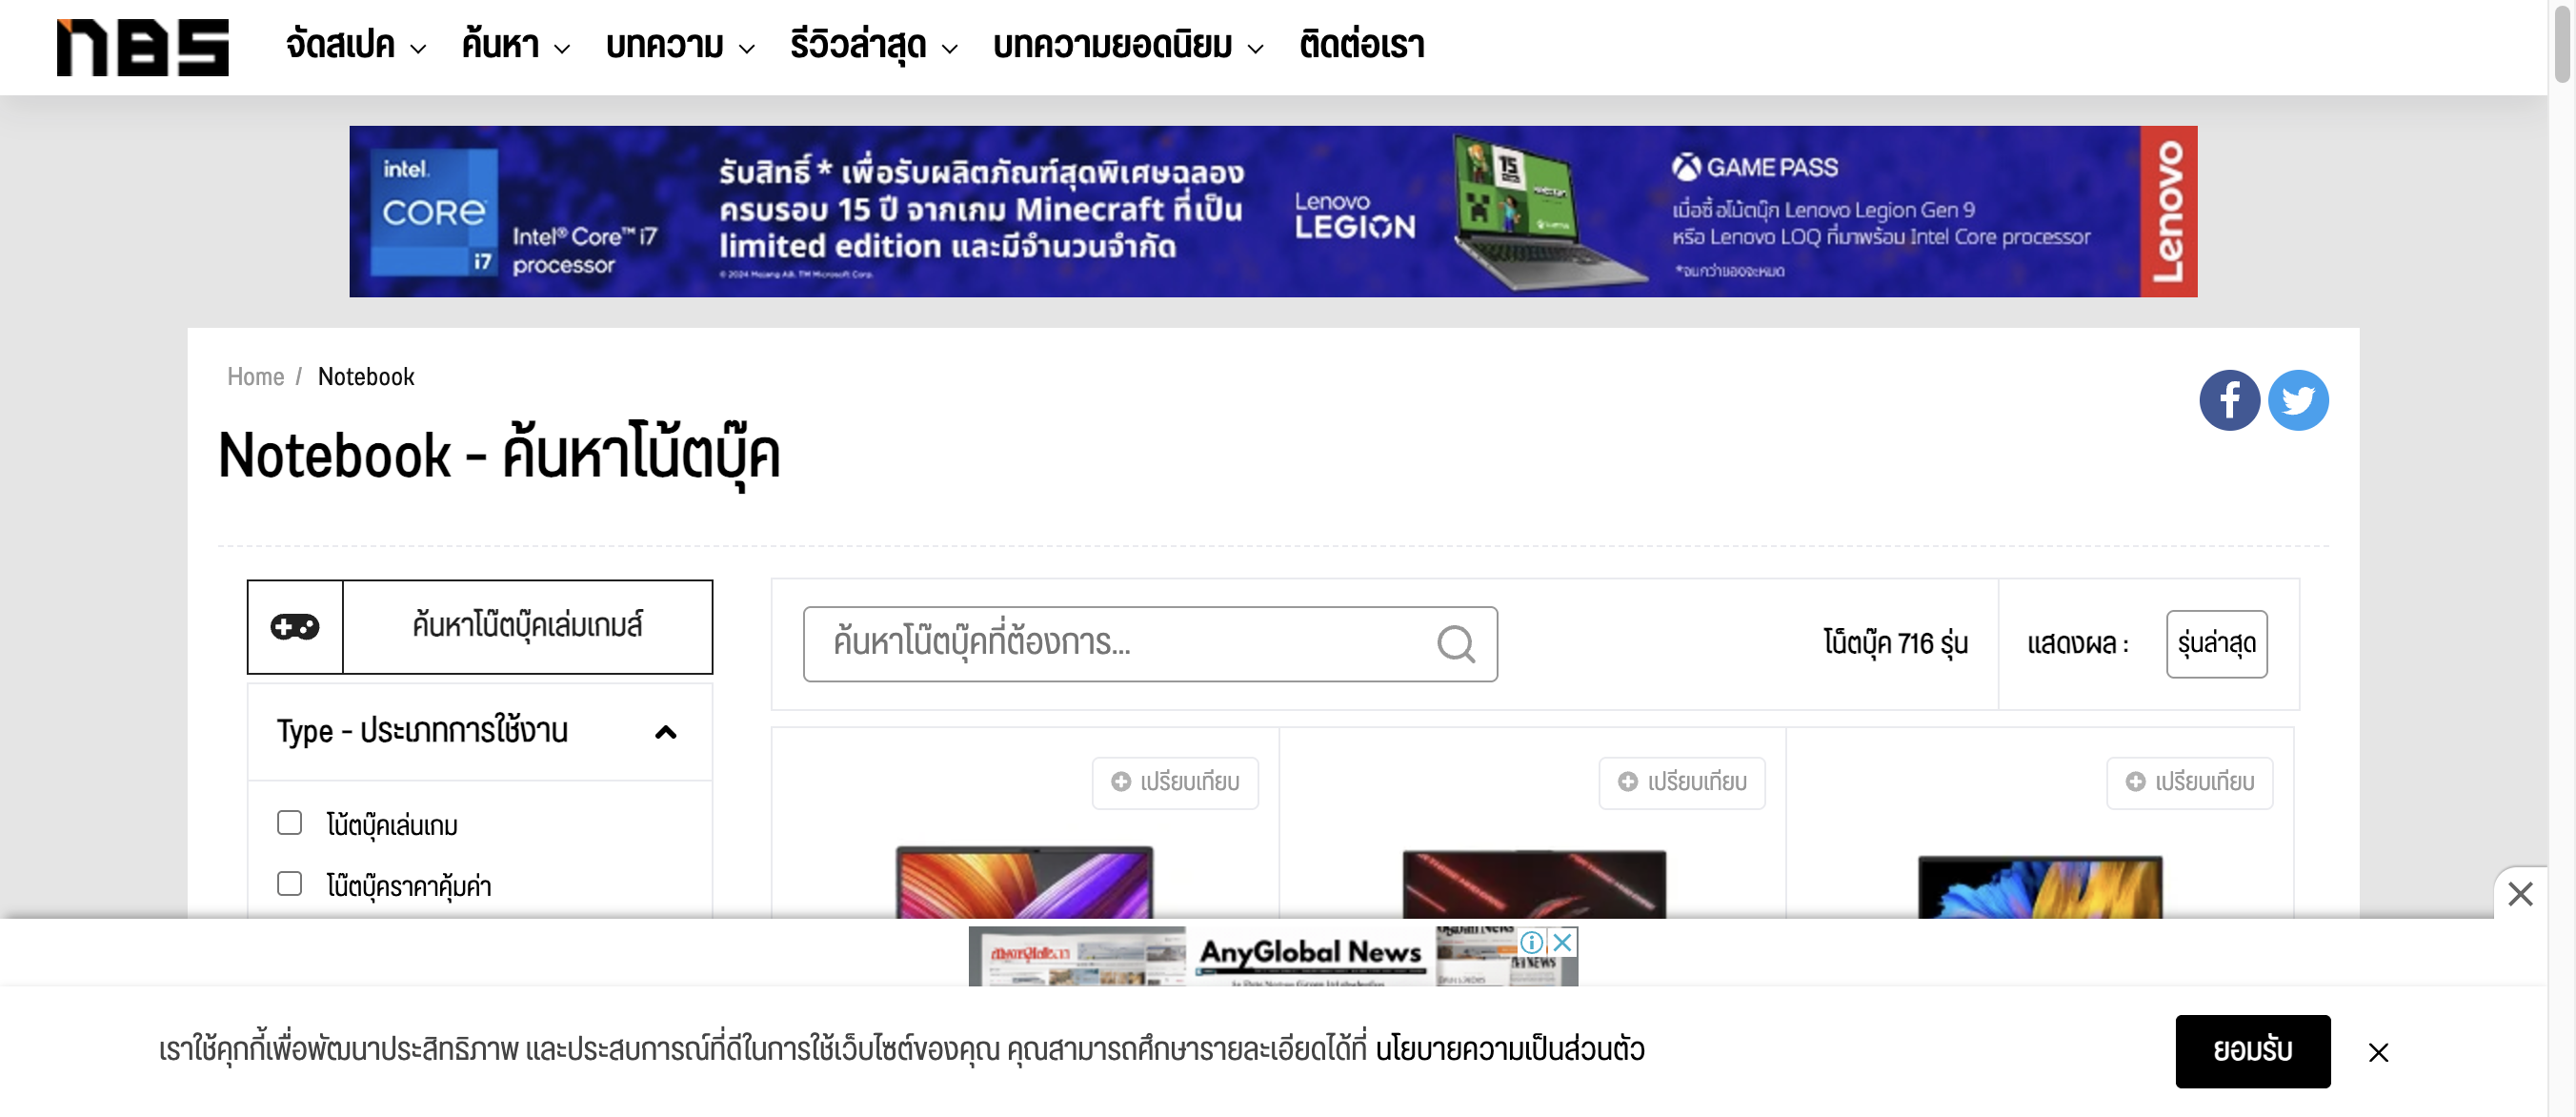 nBS
จัดสเปค ค้นหา บทความ รีวิวล่าสุด บทความยอดนิยม ติดต่อเรา
intel.
CORE
i7
Intel® Core™ i7
processor
รับสิทธิ์ * เพื่อรับผลิตภัณฑ์สุดพิเศษฉลอง
ครบรอบ 15 ปี จากเกม Minecraft ที่เป็น
limited edition และมีจำนวนจำกัด
© 2024 Mojang AB. TM Microsoft Corp.
Lenovo
LEGION
15
GAME PASS
เมื่อซื้อโน้ตบุ๊ก Lenovo Legion Gen 9
หรือ Lenovo LOQ ที่มาพร้อม Intel Core processor
*จนกว่าของจะหมด
Lenovo
Home / Notebook
Notebook - ค้นหาโน้ตบุ๊ค
ค้นหาโน๊ตบุ๊คเล่มเกมส์
ค้นหาโน๊ตบุ๊คที่ต้องการ...
โน็ตบุ๊ค 716 รุ่น
แสดงผล :
รุ่นล่าสุด
Type - ประเภทการใช้งาน
โน้ตบุ๊คเล่นเกม
โน๊ตบุ๊คราคาคุ้มค่า
เปรียบเทียบ
เปรียบเทียบ
เปรียบเทียบ
AnyGlobal News
เราใช้คุกกี้เพื่อพัฒนาประสิทธิภาพ และประสบการณ์ที่ดีในการใช้เว็บไซต์ของคุณ คุณสามารถศึกษารายละเอียดได้ที่ นโยบายความเป็นส่วนตัว
ยอมรับ